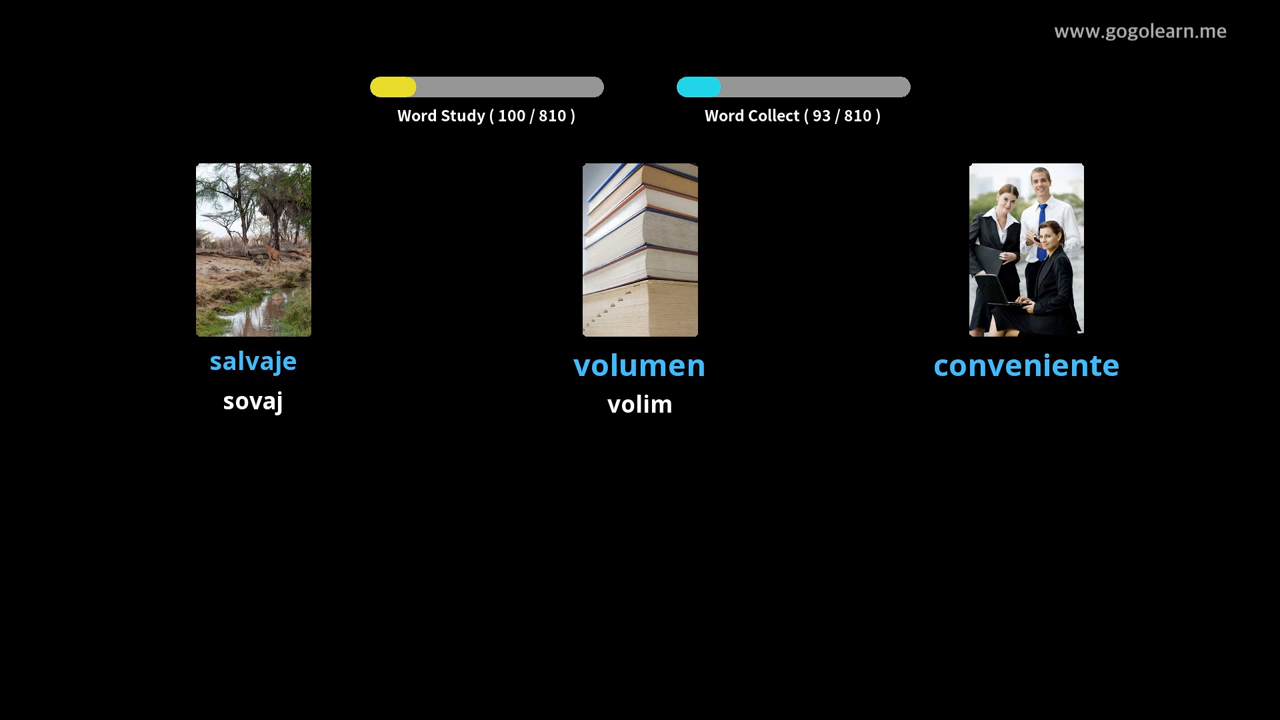 www.gogolearn.me
Word Study ( 100 / 810 )
Word Collect ( 93 / 810 )
salvaje
sovaj
volumen
volim
conveniente